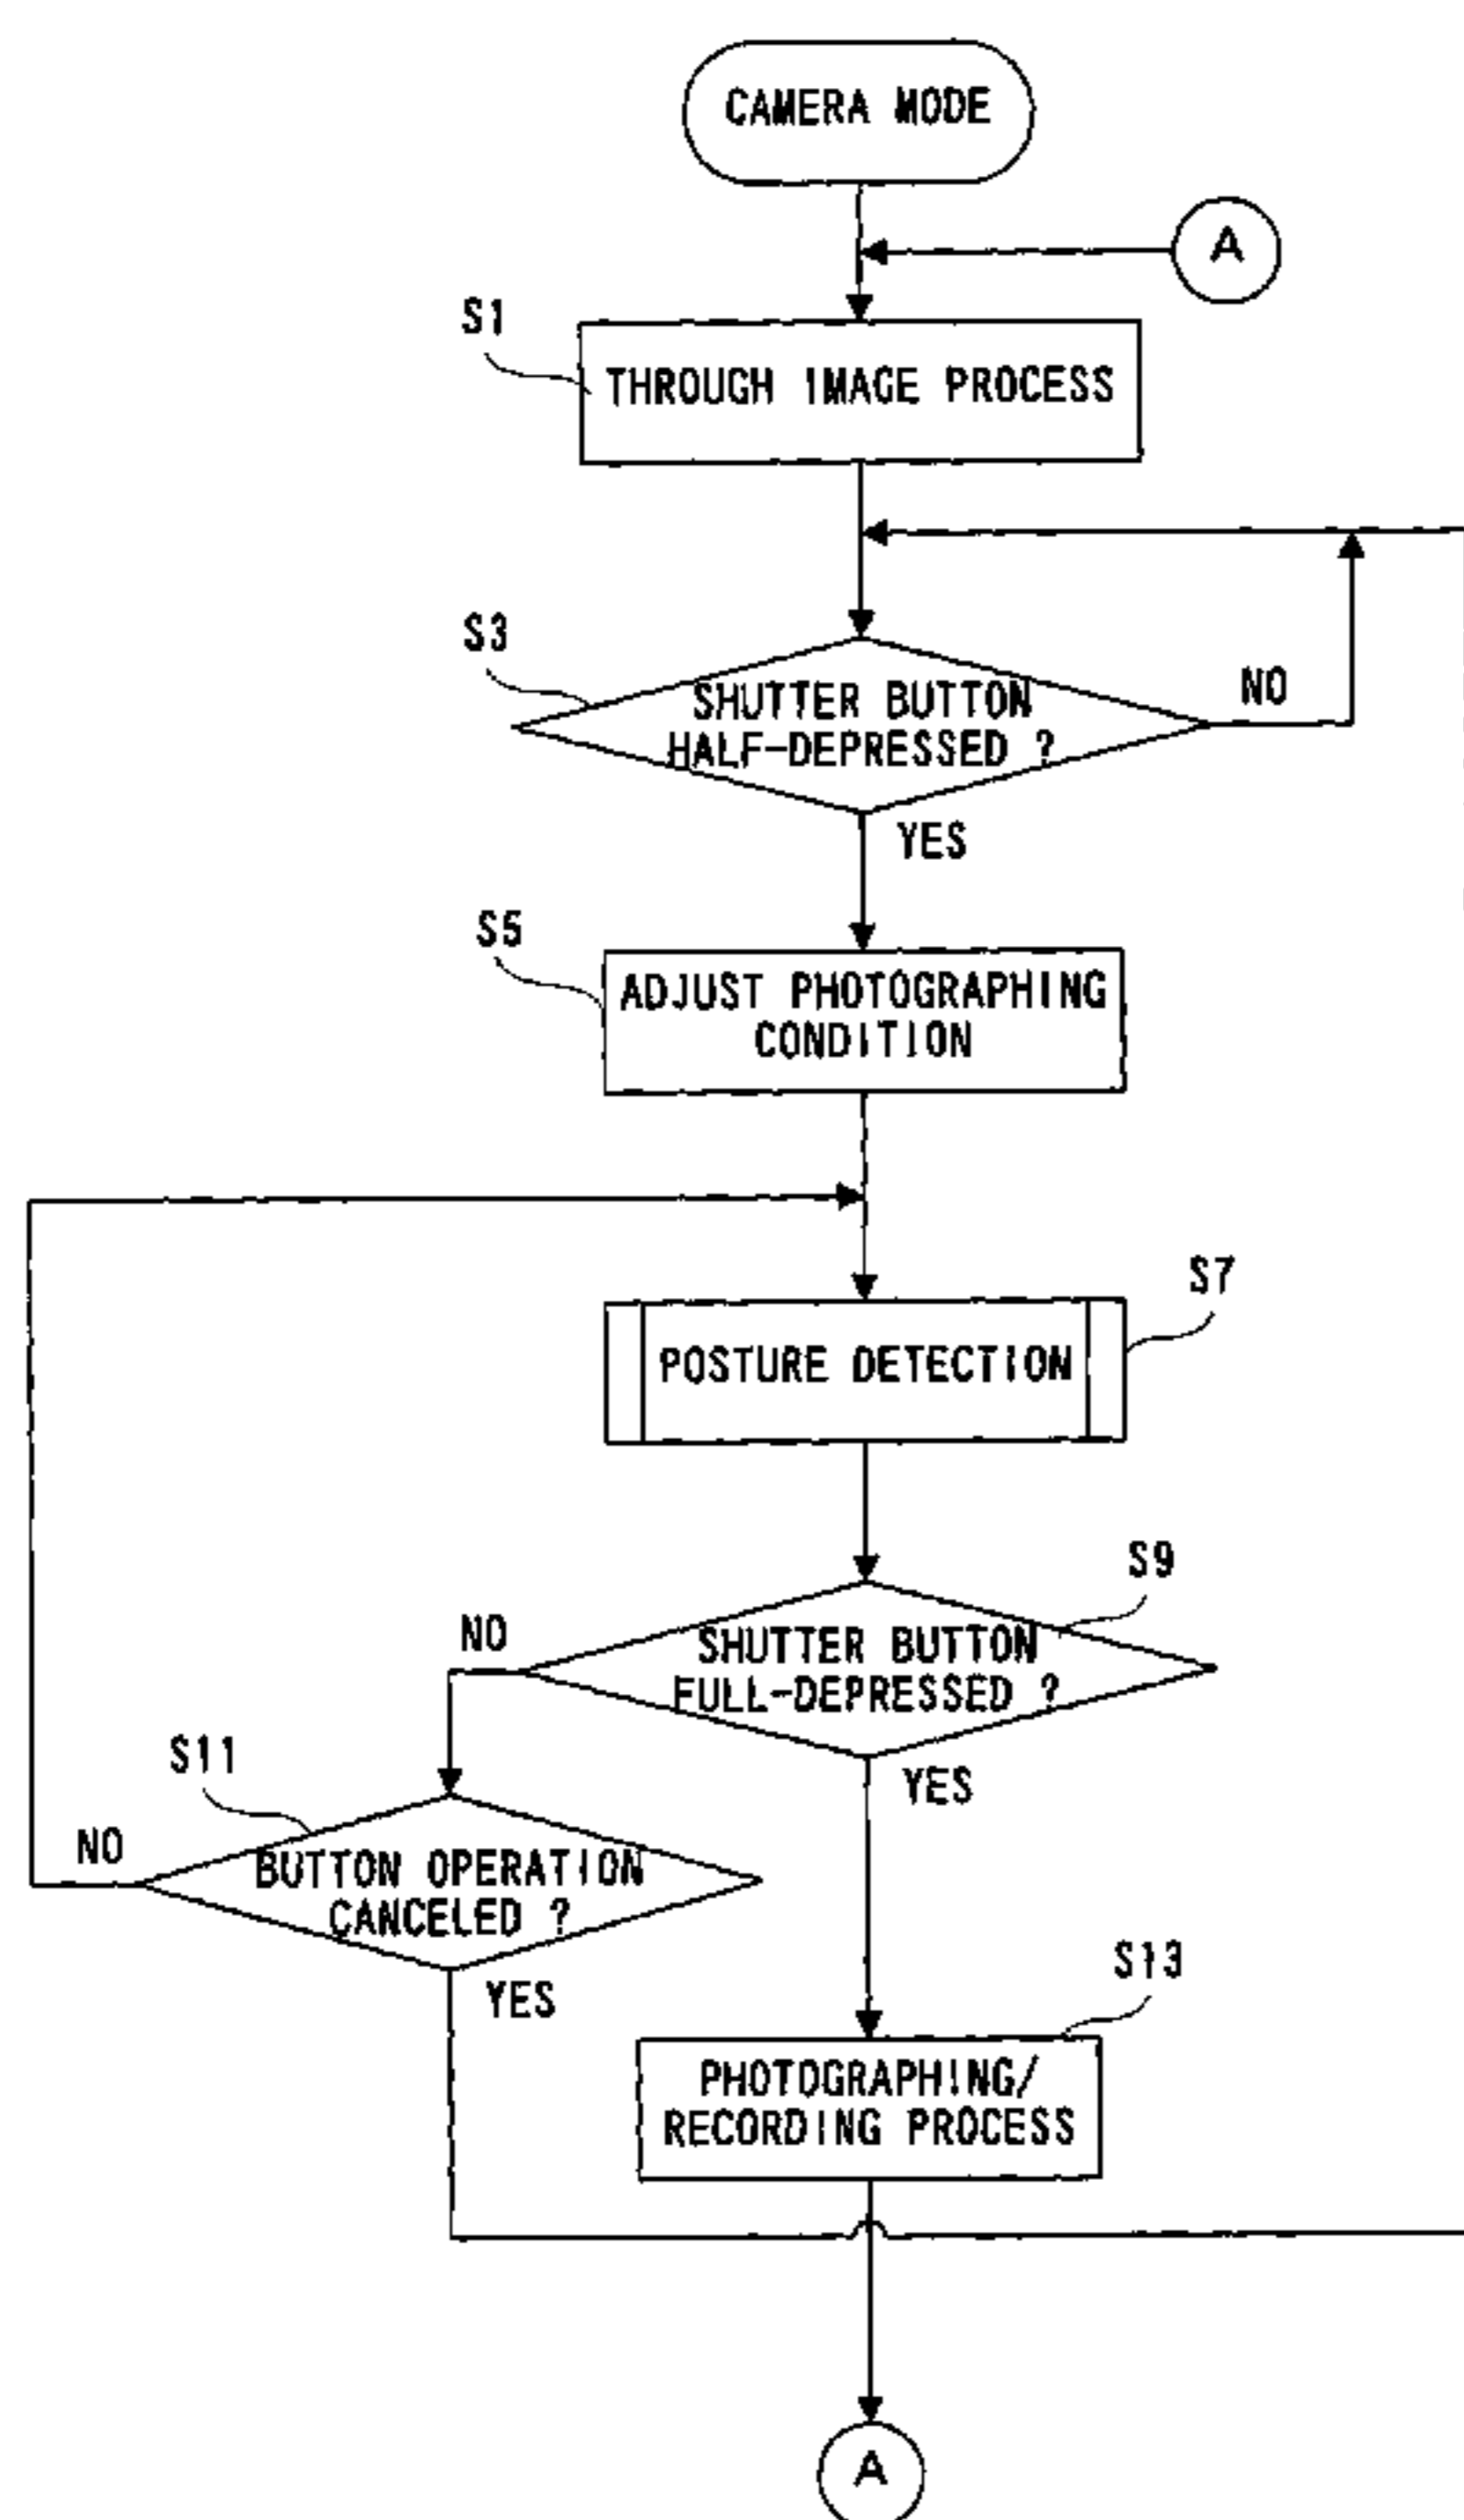 CAMERA MODE
A
S1
THROUGH IMAGE PROCESS
S3
SHUTTER BUTTON
HALF-DEPRESSED ?
NO
YES
S5
ADJUST PHOTOGRAPHING
CONDITION
S7
POSTURE DETECTION
S9
SHUTTER BUTTON
FULL-DEPRESSED ?
NO
YES
S11
BUTTON OPERATION
CANCELED ?
NO
YES
S13
PHOTOGRAPHING/
RECORDING PROCESS
A